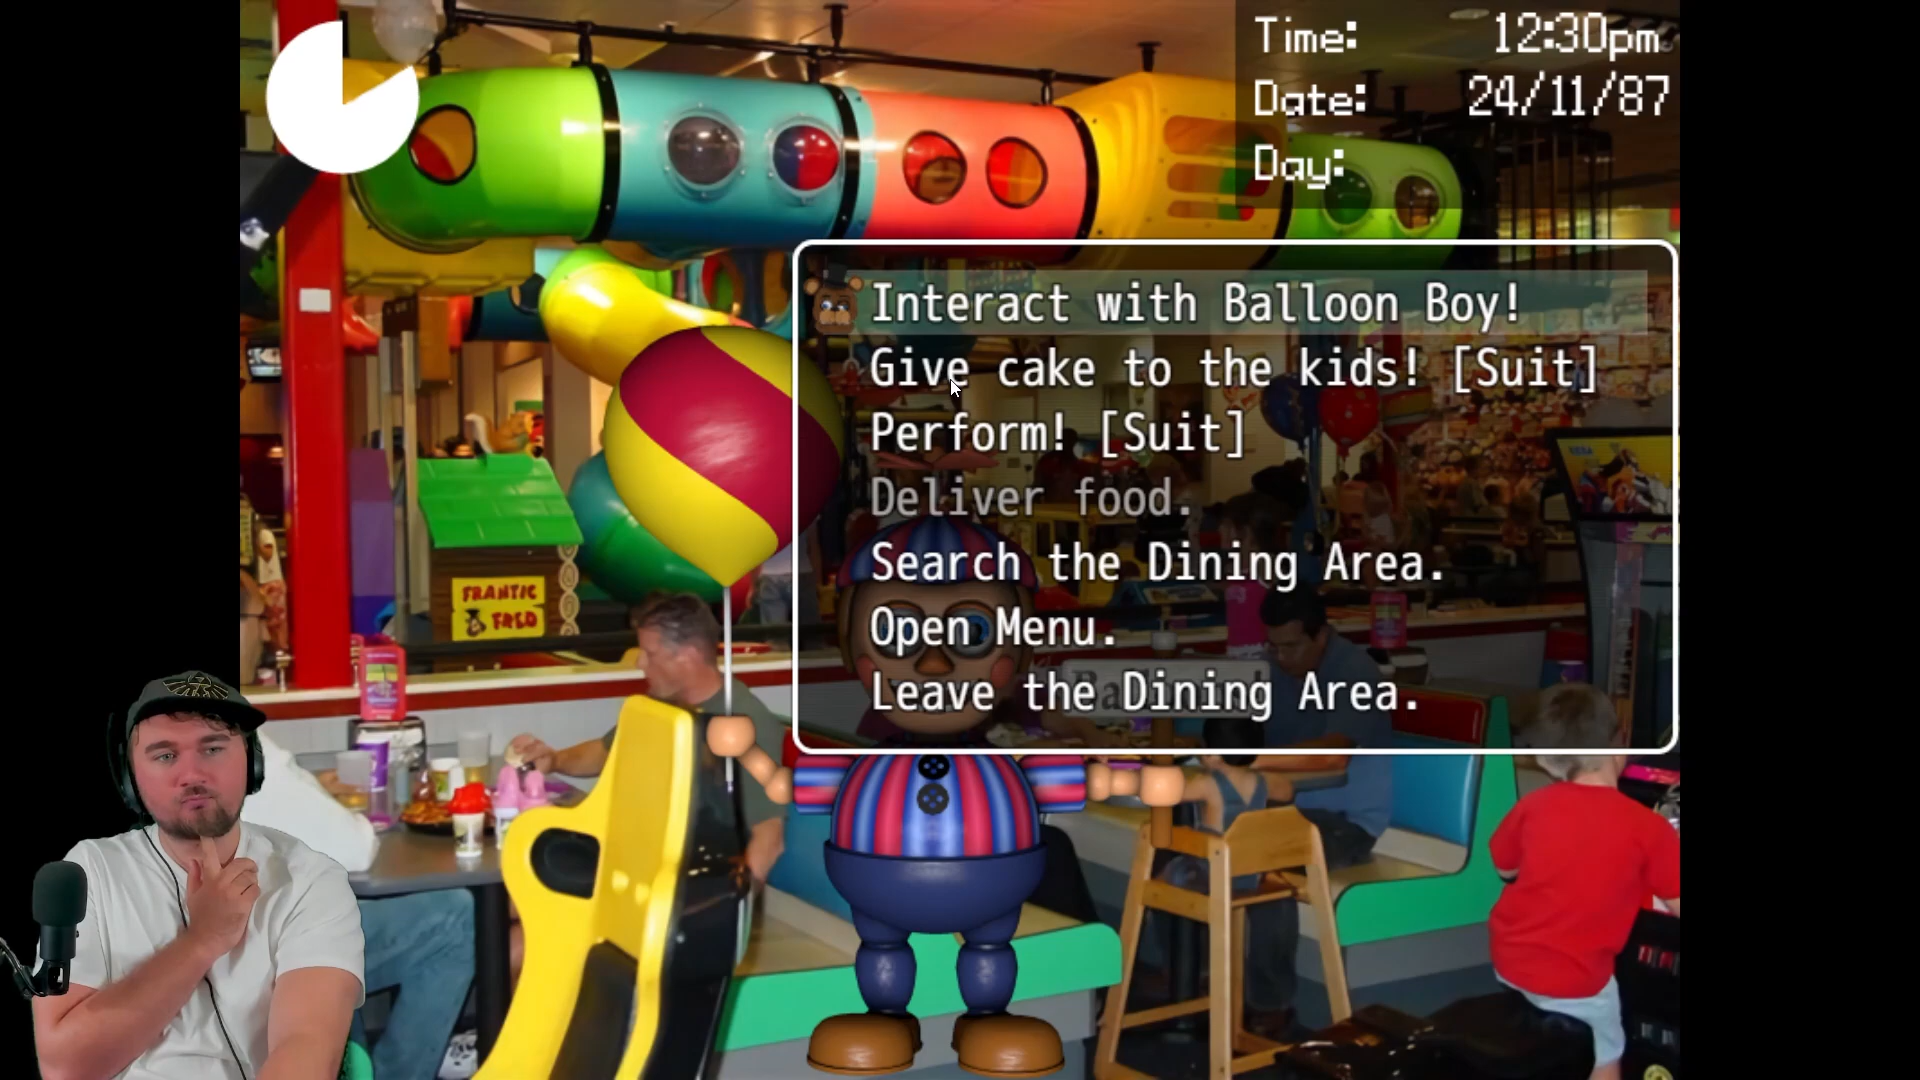 Time: 12:30pm
Date: 24/11/87
Day:
Interact with Balloon Boy!
Give cake to the kids! [Suit]
Perform! [Suit]
Deliver food.
Search the Dining Area.
Open Menu.
Leave the Dining Area.
FRANTIC
FRED
SEGA